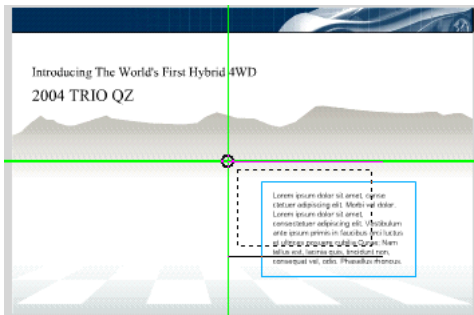 Introducing The World's First Hybrid 4WD
2004 TRIO QZ
Lorem ipsum dolor sit amet, conse
ctetuer adipiscing elit. Morbi vel dolor.
Lorem ipsum dolor sit amet,
consectetuer adipiscing elit. Vestibulum
ante ipsum primis in faucibus orci luctus
et ultrices posuere cubilia Curae; Nam
tellus est, lacinia quis, tincidunt non,
consequat vel, odio. Phasellus rhoncus.